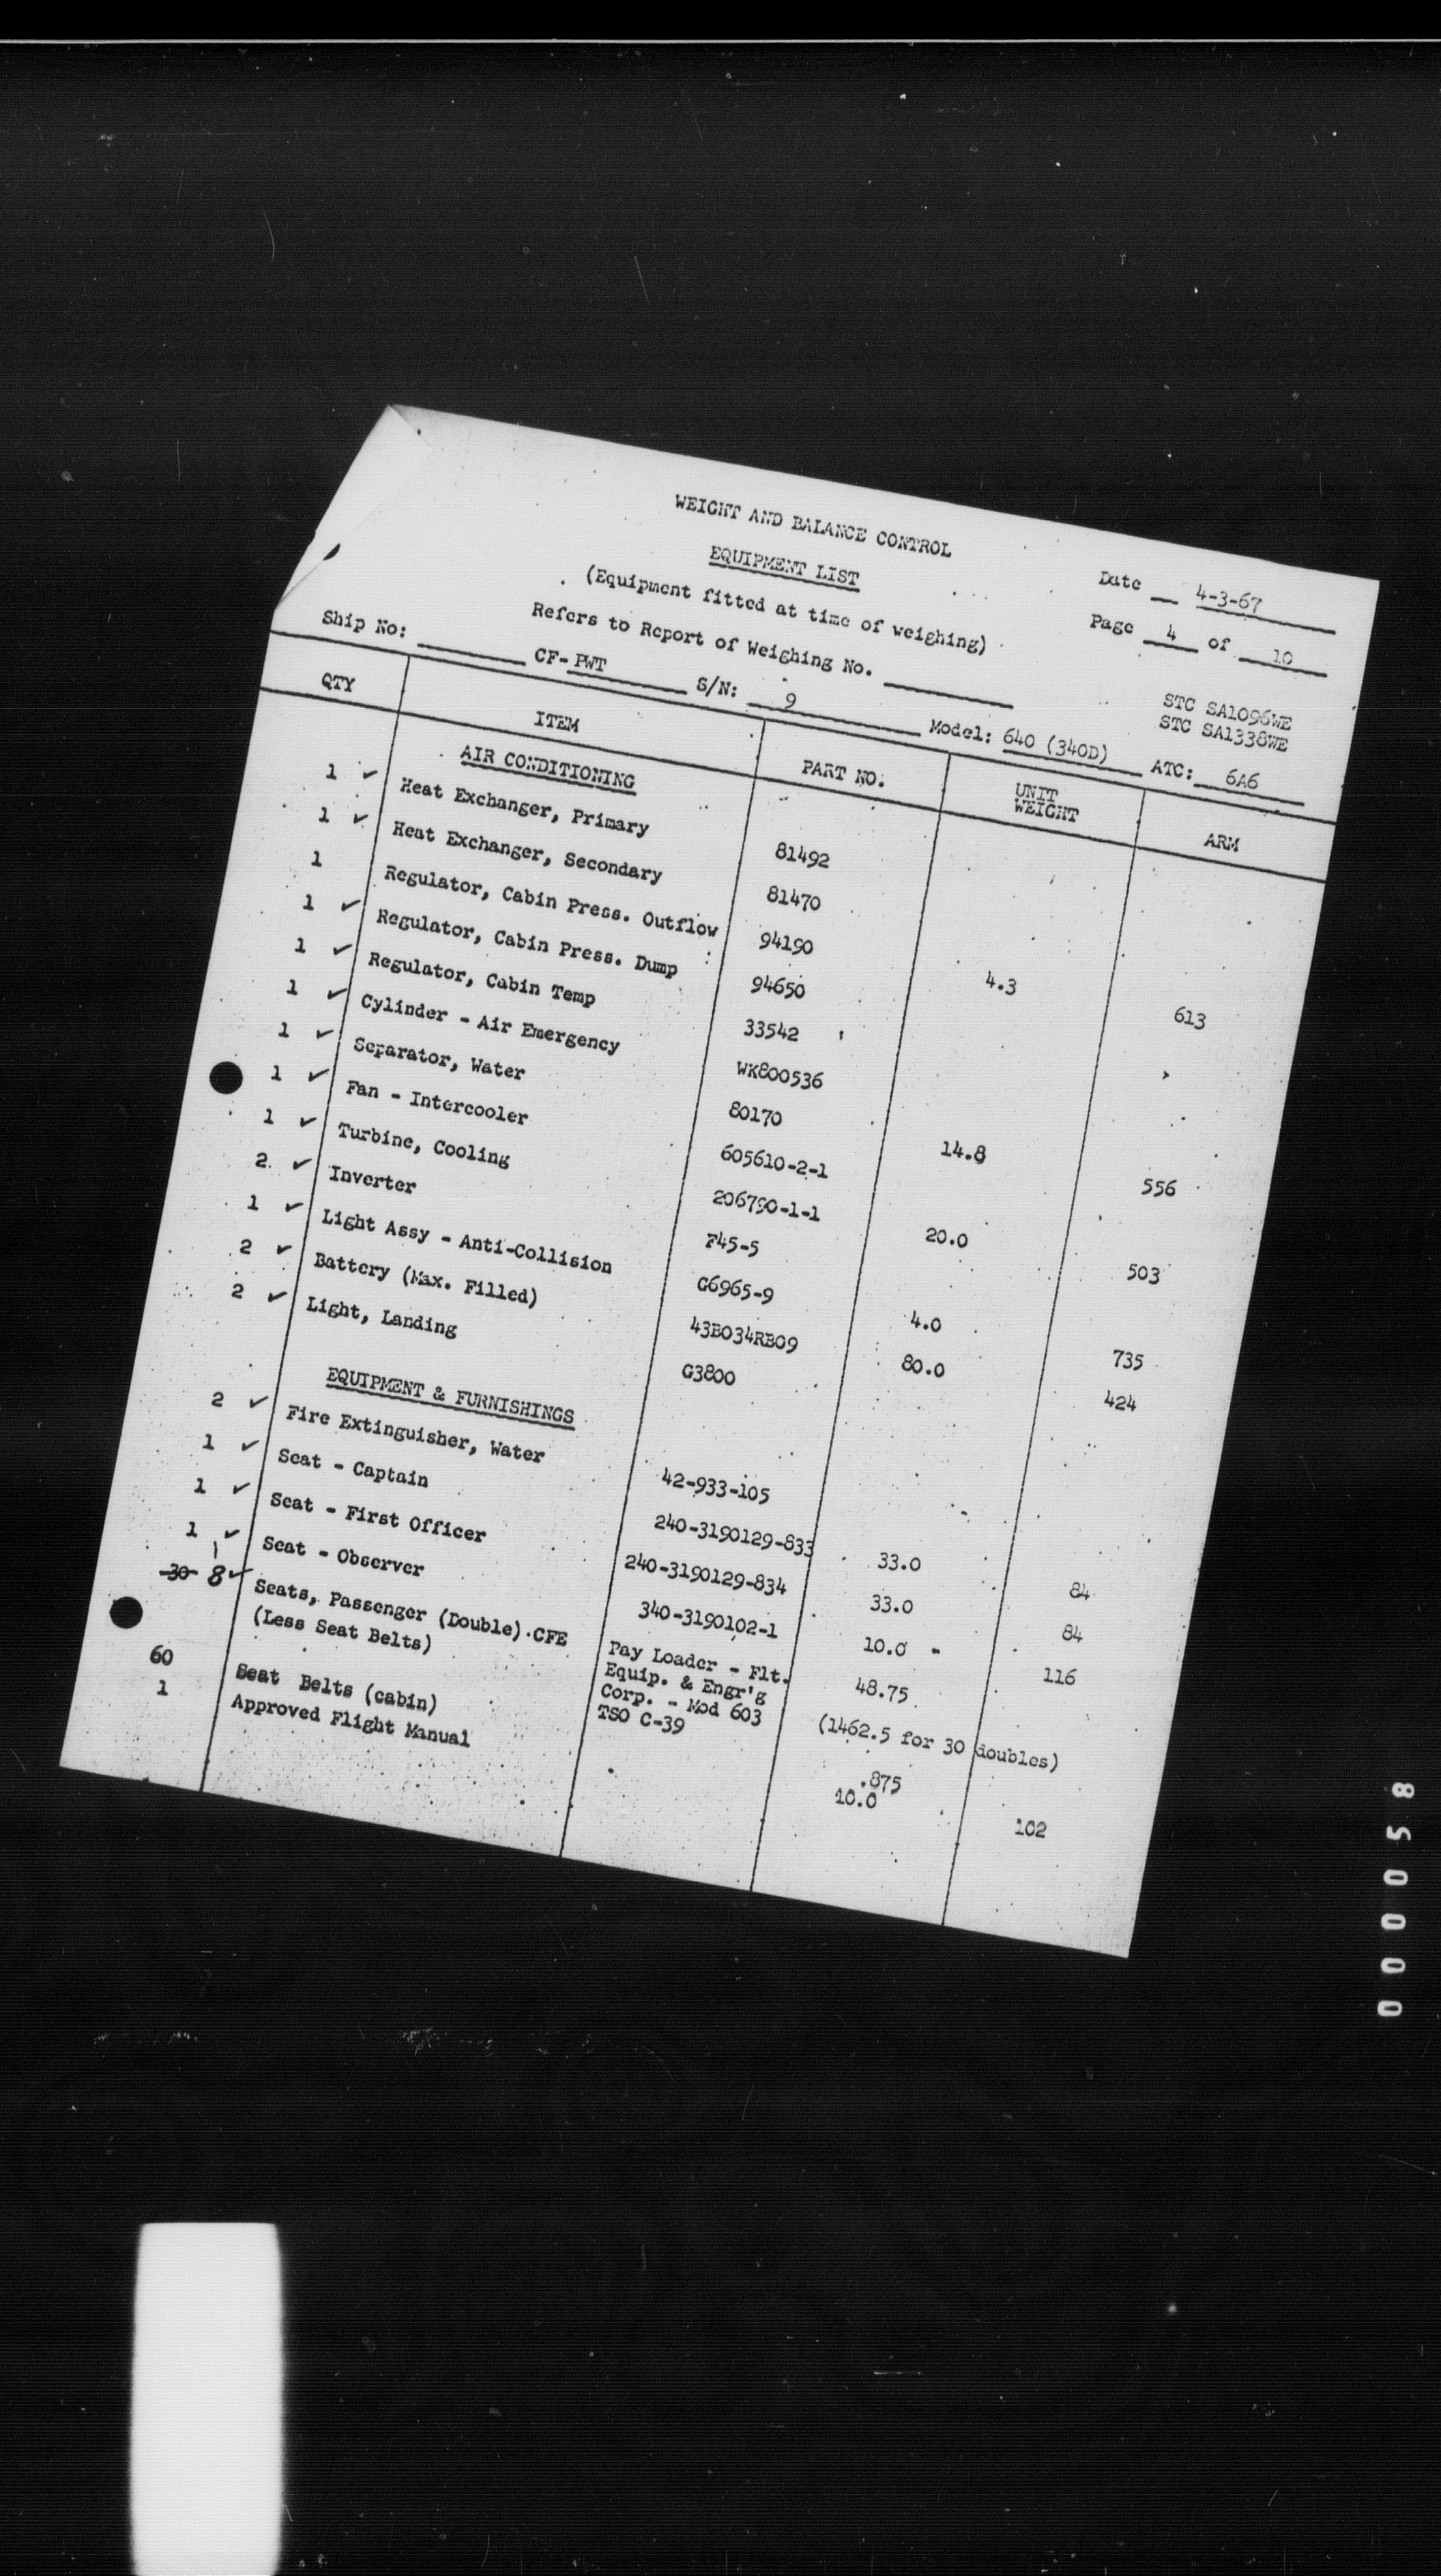 WEIGHT AND BALANCE CONTROL
EQUIPMENT LIST
(Equipment fitted at time of weighing)
Refers to Report of Weighing No.
Date 4-3-67
Page 4 of 10
STC SA1096WE
STC SA1338WE
Ship No: CF-PWT S/N: 9 Model: 640 (340D) ATC: 6A6
QTY ITEM PART NO. UNIT WEIGHT ARM
AIR CONDITIONING
1 ✓ Heat Exchanger, Primary 81492
1 ✓ Heat Exchanger, Secondary 81470
1 Regulator, Cabin Press. Outflow 94190 4.3 613
1 ✓ Regulator, Cabin Press. Dump 94650
1 ✓ Regulator, Cabin Temp 33542
1 ✓ Cylinder - Air Emergency WK800536
1 ✓ Separator, Water 80170 14.8 556
1 ✓ Fan - Intercooler 605610-2-1
1 ✓ Turbine, Cooling 206790-1-1 20.0 503
2 ✓ Inverter F45-5
1 ✓ Light Assy - Anti-Collision G6965-9 4.0 735
2 ✓ Battery (Max. Filled) 43B034RB09 80.0 424
2 ✓ Light, Landing G3800
EQUIPMENT & FURNISHINGS
2 ✓ Fire Extinguisher, Water 42-933-105
1 ✓ Seat - Captain 240-3190129-833 33.0 84
1 ✓ Seat - First Officer 240-3190129-834 33.0 84
1 ✓ Seat - Observer 340-3190102-1 10.0 - 116
30 8 ✓ Seats, Passenger (Double) CFE Pay Loader - Flt. 48.75
(Less Seat Belts) Equip. & Engr'g
Corp. - Mod 603 (1462.5 for 30 doubles)
TSO C-39
60 Seat Belts (cabin) .875
1 Approved Flight Manual 10.0 102
000058